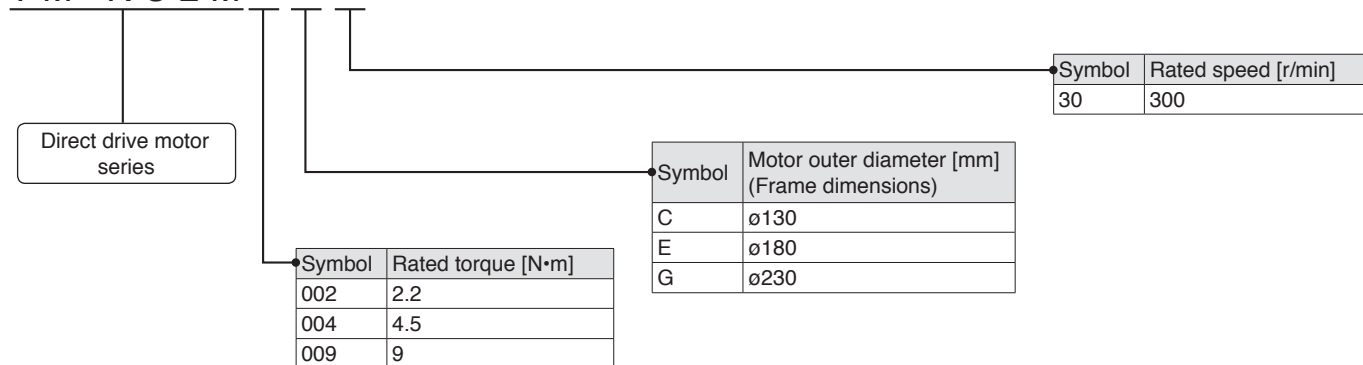 Direct drive motor
series
Symbol Rated speed [r/min]
30 300
Symbol Motor outer diameter [mm]
(Frame dimensions)
C ø130
E ø180
G ø230
Symbol Rated torque [N•m]
002 2.2
004 4.5
009 9